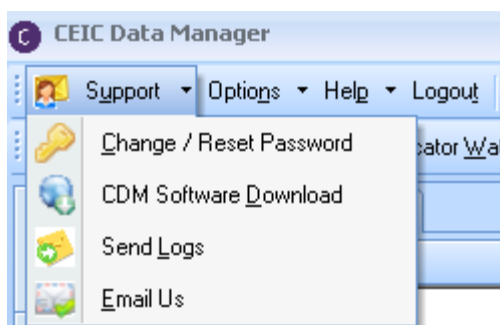 C CEIC Data Manager
Support Options Help Logout
Change / Reset Password
CDM Software Download
Send Logs
Email Us